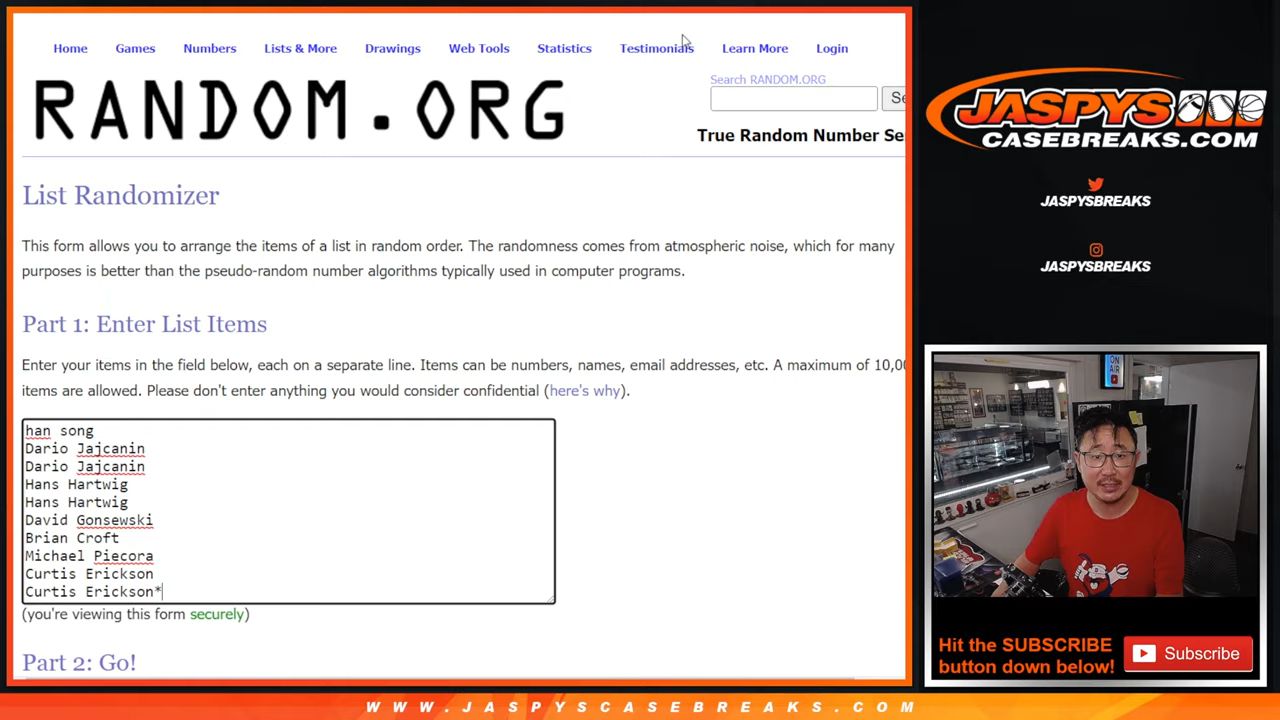 Home Games Numbers Lists & More Drawings Web Tools Statistics Testimonials Learn More Login
Search RANDOM.ORG
RANDOM.ORG
Se
True Random Number Se
List Randomizer
This form allows you to arrange the items of a list in random order. The randomness comes from atmospheric noise, which for many
purposes is better than the pseudo-random number algorithms typically used in computer programs.
Part 1: Enter List Items
Enter your items in the field below, each on a separate line. Items can be numbers, names, email addresses, etc. A maximum of 10,00
items are allowed. Please don't enter anything you would consider confidential (here's why).
han song
Dario Jajcanin
Dario Jajcanin
Hans Hartwig
Hans Hartwig
David Gonsewski
Brian Croft
Michael Piecora
Curtis Erickson
Curtis Erickson*
(you're viewing this form securely)
Part 2: Go!
JASPYS
CASEBREAKS.COM
JASPYSBREAKS
JASPYSBREAKS
ON
AIR
Hit the SUBSCRIBE
button down below!
Subscribe
WWW.JASPYSCASEBREAKS.COM